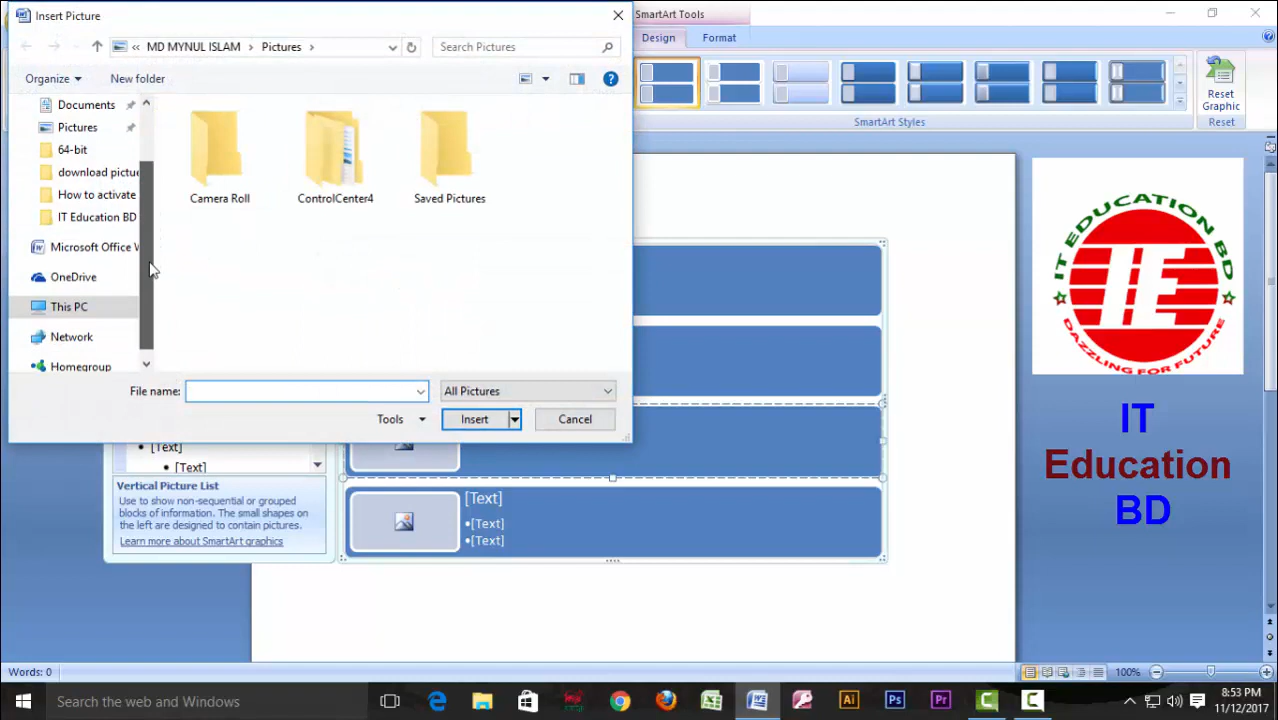 Insert Picture
SmartArt Tools
MD MYNUL ISLAM
Pictures
Search Pictures
Design
Format
Organize
New folder
Documents
Pictures
64-bit
download pictu
How to activate
IT Education BD
Microsoft Office W
OneDrive
This PC
Network
Homegroup
Camera Roll
ControlCenter4
Saved Pictures
Reset
Graphic
SmartArt Styles
Reset
File name:
All Pictures
Tools
Insert
Cancel
[Text]
[Text]
Vertical Picture List
Use to show non-sequential or grouped
blocks of information. The small shapes on
the left are designed to contain pictures.
Learn more about SmartArt graphics
[Text]
•[Text]
•[Text]
IT EDUCATION BD
IE
DAZZLING FOR FUTURE
IT
Education
BD
Words: 0
100%
Search the web and Windows
Ai
Ps
Pr
8:53 PM
11/12/2017